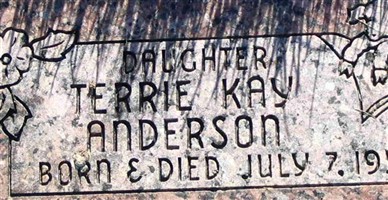 DAUGHTER
TERRIE KAY
ANDERSON
BORN & DIED JULY 7, 19